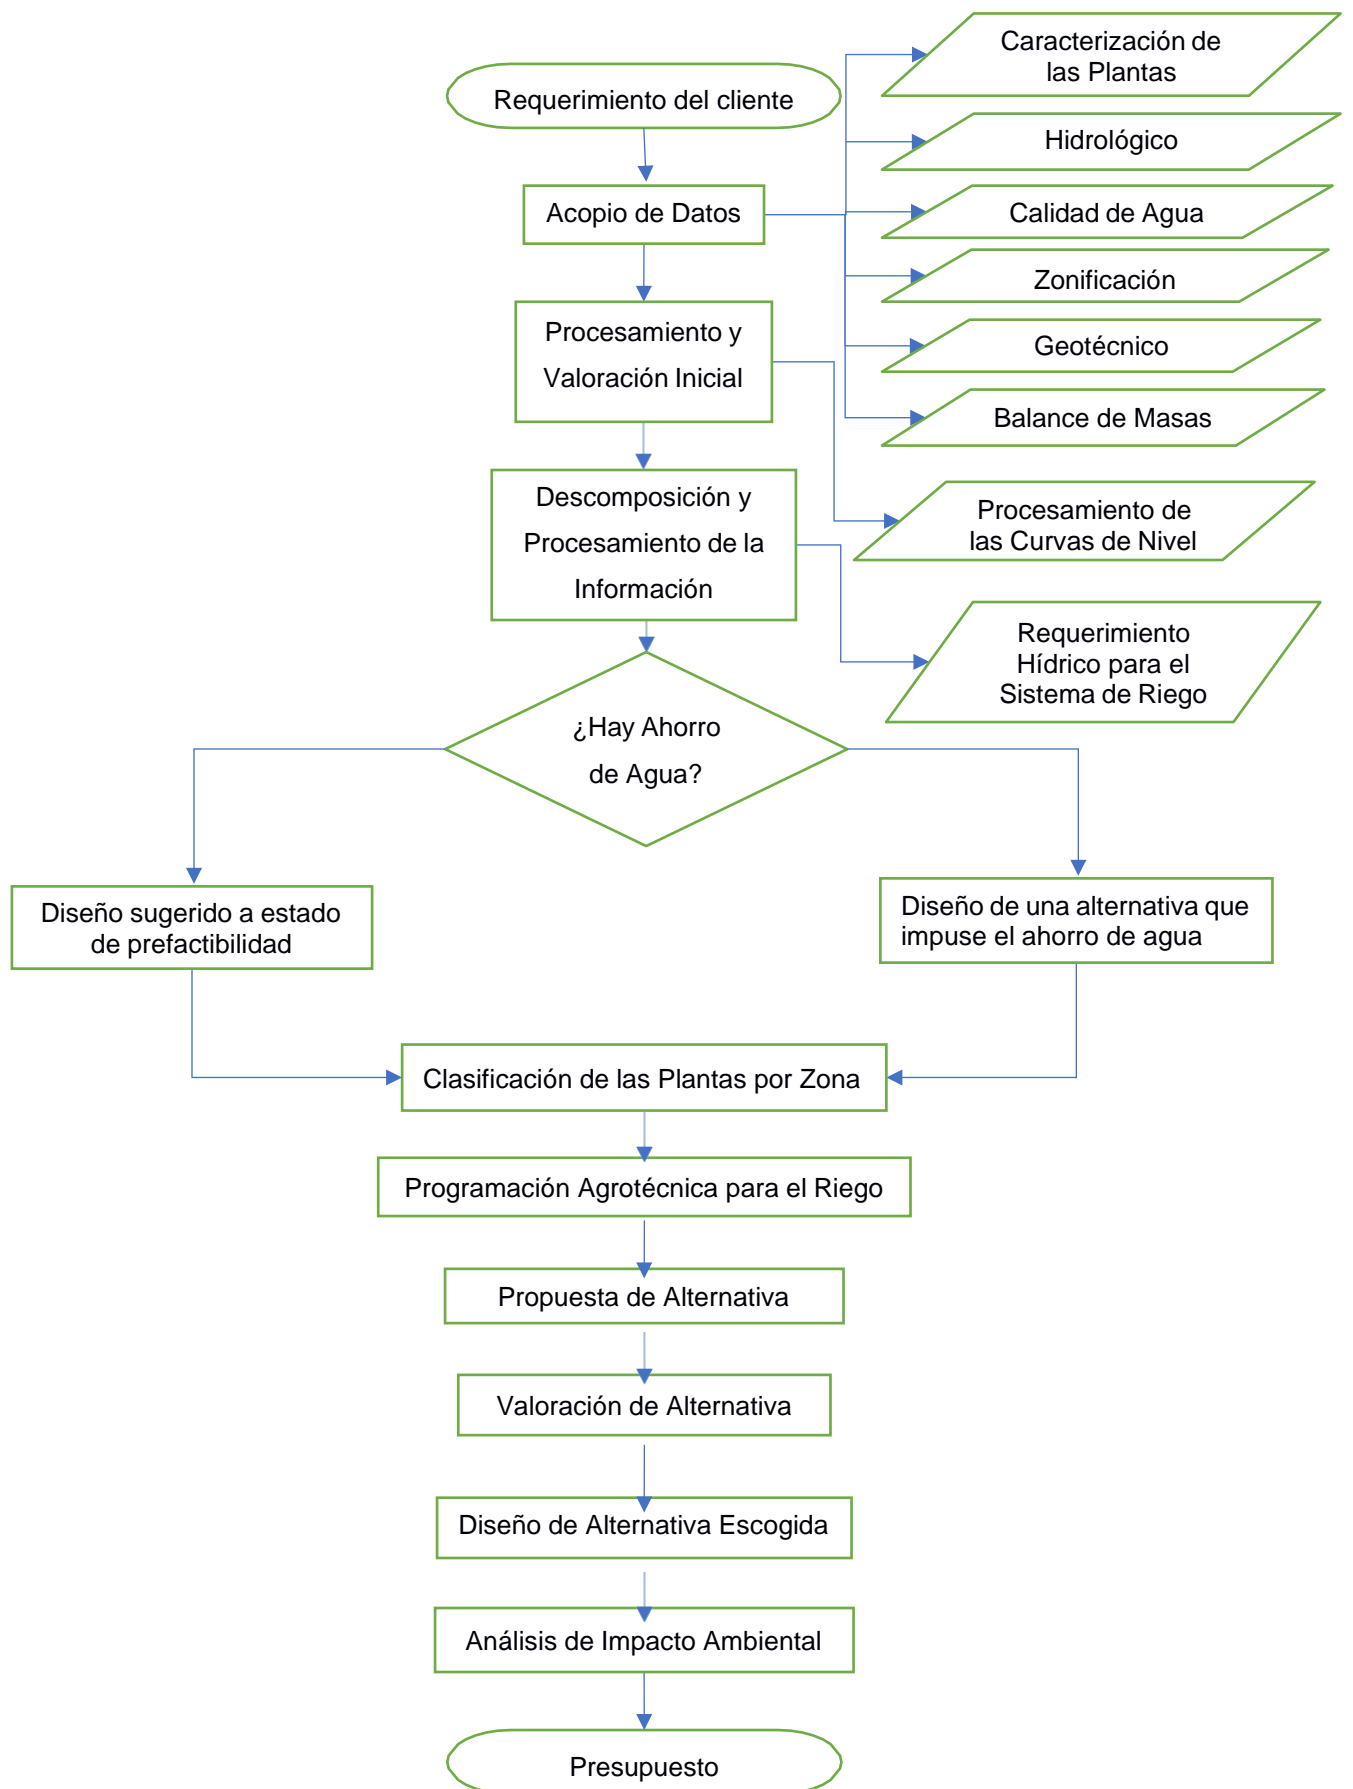 Requerimiento del cliente
Caracterización de
las Plantas
Hidrológico
Acopio de Datos
Calidad de Agua
Zonificación
Procesamiento y
Valoración Inicial
Geotécnico
Balance de Masas
Descomposición y
Procesamiento de la
Información
Procesamiento de
las Curvas de Nivel
Requerimiento
Hídrico para el
Sistema de Riego
¿Hay Ahorro
de Agua?
Diseño sugerido a estado
de prefactibilidad
Diseño de una alternativa que
impuse el ahorro de agua
Clasificación de las Plantas por Zona
Programación Agrotécnica para el Riego
Propuesta de Alternativa
Valoración de Alternativa
Diseño de Alternativa Escogida
Análisis de Impacto Ambiental
Presupuesto